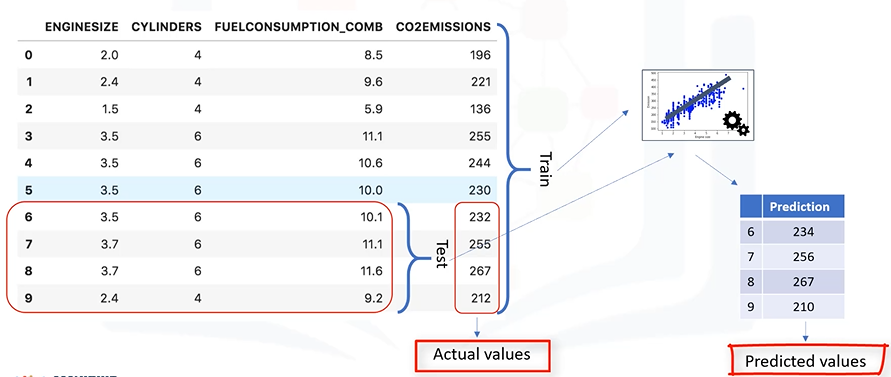 ENGINESIZE CYLINDERS FUELCONSUMPTION_COMB CO2EMISSIONS
0 2.0 4 8.5 196
1 2.4 4 9.6 221
2 1.5 4 5.9 136
3 3.5 6 11.1 255
4 3.5 6 10.6 244
5 3.5 6 10.0 230
6 3.5 6 10.1 232
7 3.7 6 11.1 255
8 3.7 6 11.6 267
9 2.4 4 9.2 212
Train
Test
Actual values
Prediction
6 234
7 256
8 267
9 210
Predicted values